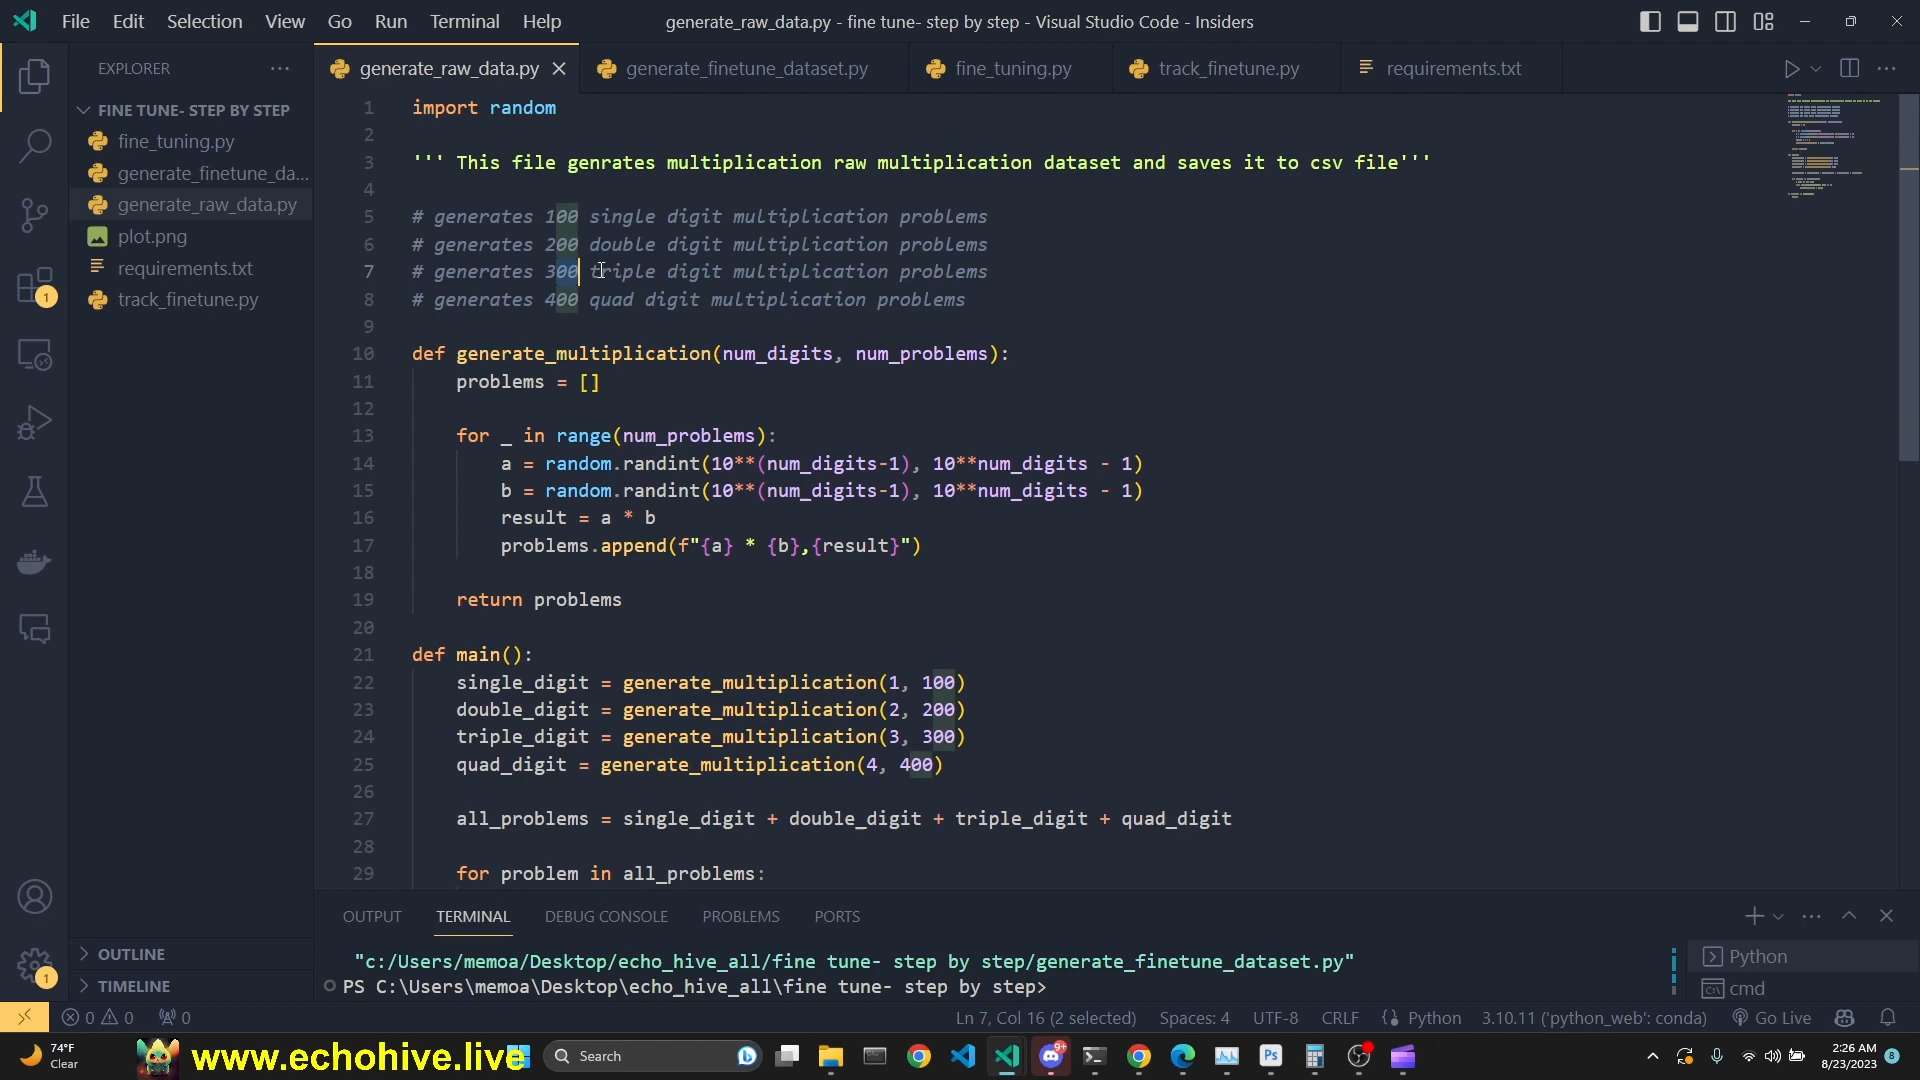 File Edit Selection View Go Run Terminal Help
generate_raw_data.py - fine tune- step by step - Visual Studio Code - Insiders
EXPLORER
FINE TUNE- STEP BY STEP
fine_tuning.py
generate_finetune_da...
generate_raw_data.py
plot.png
requirements.txt
track_finetune.py
OUTLINE
TIMELINE
1
1
generate_raw_data.py generate_finetune_dataset.py fine_tuning.py track_finetune.py requirements.txt
1 import random
2
3 ''' This file genrates multiplication raw multiplication dataset and saves it to csv file'''
4
5 # generates 100 single digit multiplication problems
6 # generates 200 double digit multiplication problems
7 # generates 300 triple digit multiplication problems
8 # generates 400 quad digit multiplication problems
9
10 def generate_multiplication(num_digits, num_problems):
11 problems = []
12
13 for _ in range(num_problems):
14 a = random.randint(10**(num_digits-1), 10**num_digits - 1)
15 b = random.randint(10**(num_digits-1), 10**num_digits - 1)
16 result = a * b
17 problems.append(f"{a} * {b},{result}")
18
19 return problems
20
21 def main():
22 single_digit = generate_multiplication(1, 100)
23 double_digit = generate_multiplication(2, 200)
24 triple_digit = generate_multiplication(3, 300)
25 quad_digit = generate_multiplication(4, 400)
26
27 all_problems = single_digit + double_digit + triple_digit + quad_digit
28
29 for problem in all_problems:
OUTPUT TERMINAL DEBUG CONSOLE PROBLEMS PORTS
"c:/Users/memoa/Desktop/echo_hive_all/fine tune- step by step/generate_finetune_dataset.py"
PS C:\Users\memoa\Desktop\echo_hive_all\fine tune- step by step>
Python
cmd
0 0 0 Ln 7, Col 16 (2 selected) Spaces: 4 UTF-8 CRLF Python 3.10.11 ('python_web': conda) Go Live
74°F
Clear
www.echohive.live
Search
9+
Ps
2:26 AM
8/23/2023
8